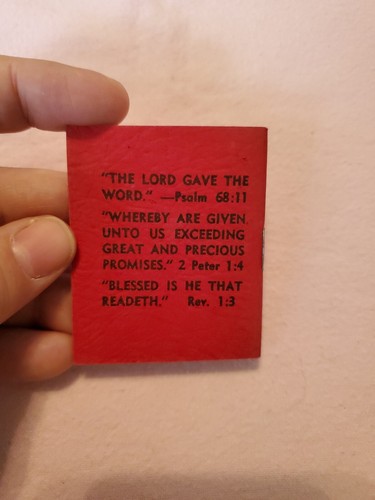 "THE LORD GAVE THE
WORD." —Psalm 68:11
"WHEREBY ARE GIVEN
UNTO US EXCEEDING
GREAT AND PRECIOUS
PROMISES." 2 Peter 1:4
"BLESSED IS HE THAT
READETH." Rev. 1:3